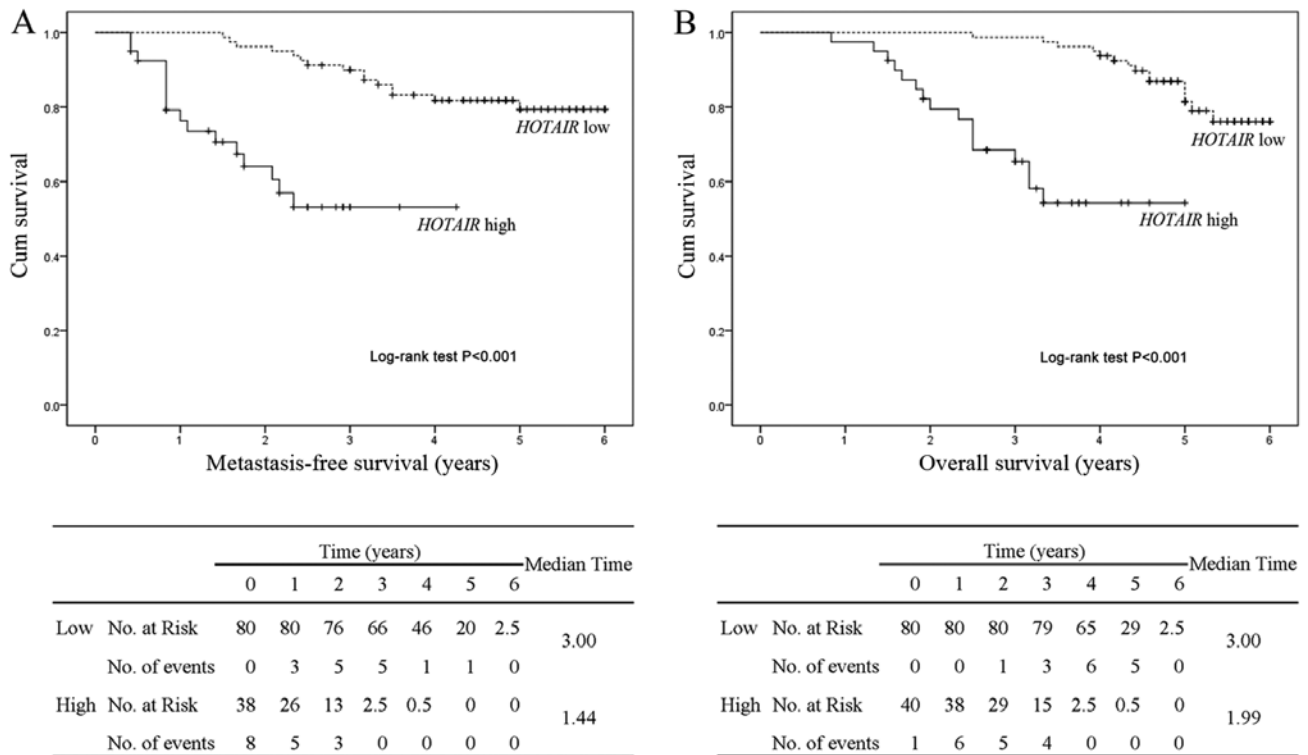 A
1.0
0.8
0.6
0.4
0.2
0.0
Cum survival
HOTAIR low
HOTAIR high
Log-rank test P<0.001
0 1 2 3 4 5 6
Metastasis-free survival (years)
Time (years) Median Time
0 1 2 3 4 5 6
Low No. at Risk 80 80 76 66 46 20 2.5 3.00
No. of events 0 3 5 5 1 1 0
High No. at Risk 38 26 13 2.5 0.5 0 0 1.44
No. of events 8 5 3 0 0 0 0
B
1.0
0.8
0.6
0.4
0.2
0.0
Cum survival
HOTAIR low
HOTAIR high
Log-rank test P<0.001
0 1 2 3 4 5 6
Overall survival (years)
Time (years) Median Time
0 1 2 3 4 5 6
Low No. at Risk 80 80 80 79 65 29 2.5 3.00
No. of events 0 0 1 3 6 5 0
High No. at Risk 40 38 29 15 2.5 0.5 0 1.99
No. of events 1 6 5 4 0 0 0